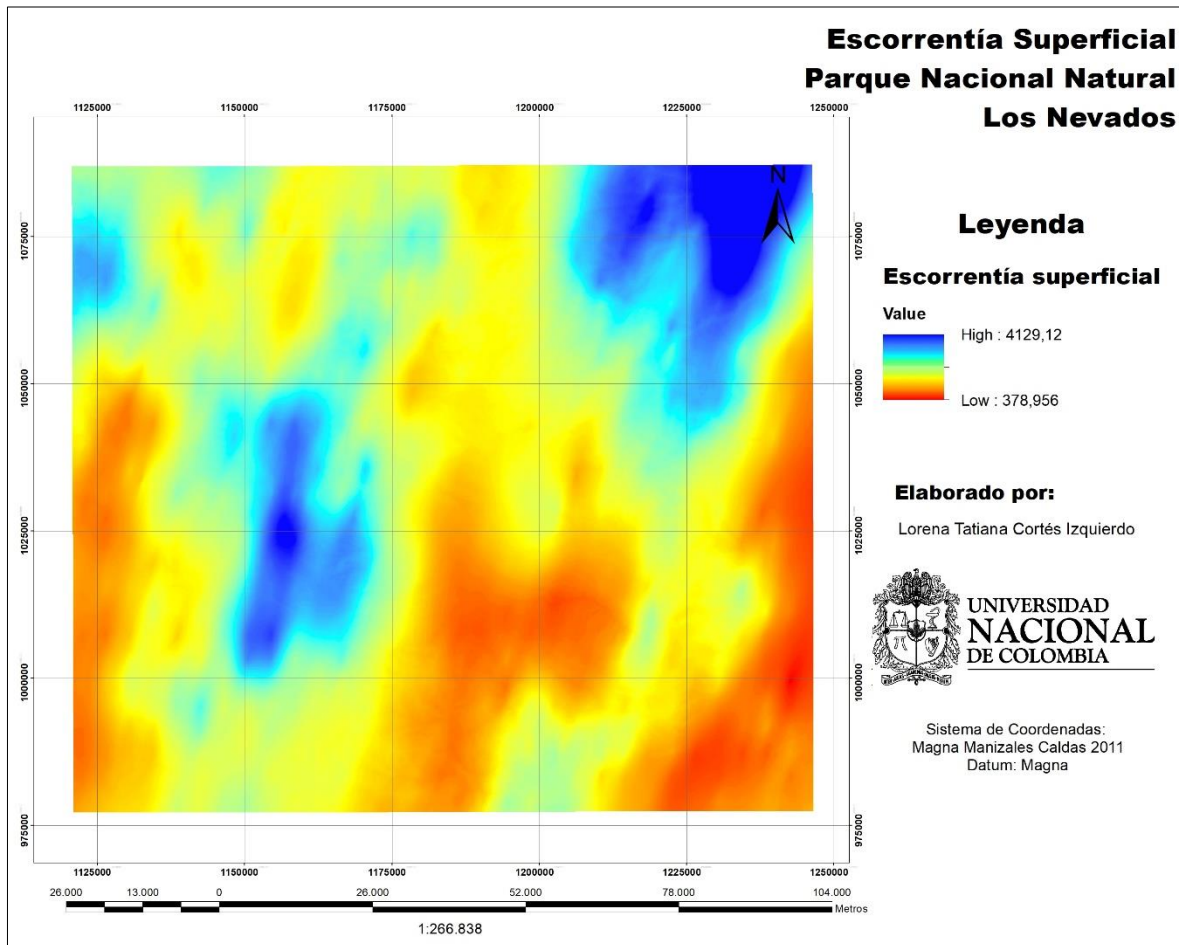 Escorrentía Superficial
Parque Nacional Natural
Los Nevados
1125000 1150000 1175000 1200000 1225000 1250000
N
1075000 1075000
1050000 1050000
1025000 1025000
1000000 1000000
975000 975000
1125000 1150000 1175000 1200000 1225000 1250000
26.000 13.000 0 26.000 52.000 78.000 104.000
Metros
1:266.838
Leyenda
Escorrentía superficial
Value
High : 4129,12
Low : 378,956
Elaborado por:
Lorena Tatiana Cortés Izquierdo
UNIVERSIDAD
NACIONAL
DE COLOMBIA
Sistema de Coordenadas:
Magna Manizales Caldas 2011
Datum: Magna